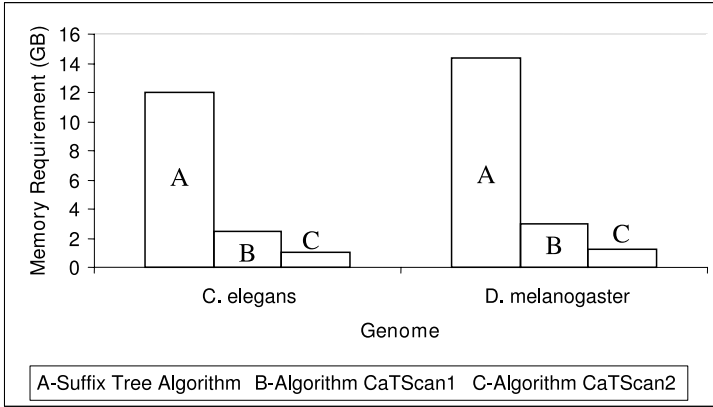 Memory Requirement (GB)
16
14
12
10
8
6
4
2
0
A
B
C
A
B
C
C. elegans
D. melanogaster
Genome
A-Suffix Tree Algorithm B-Algorithm CaTScan1 C-Algorithm CaTScan2